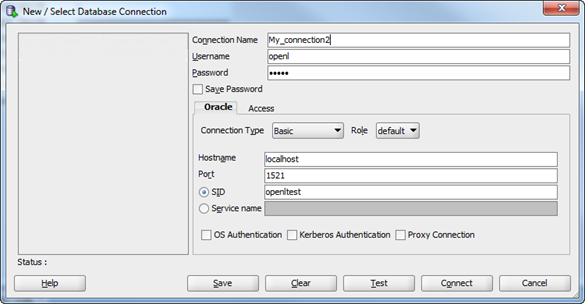 New / Select Database Connection
Connection Name My_connection2
Username openl
Password •••••
Save Password
Oracle Access
Connection Type Basic Role default
Hostname localhost
Port 1521
SID openltest
Service name
OS Authentication Kerberos Authentication Proxy Connection
Status :
Help Save Clear Test Connect Cancel